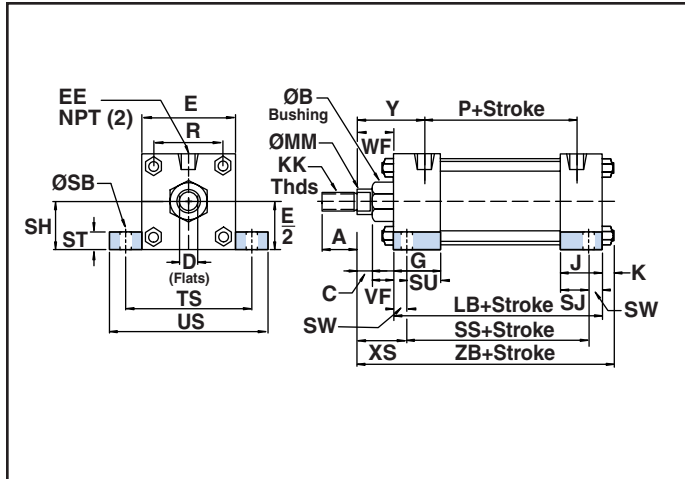 EE
NPT (2)
E
R
ØSB
SH
ST
D
(Flats)
E
2
TS
US
ØB
Bushing
ØMM
KK
Thds
Y
P+Stroke
WF
A
C
VF
G
SU
J
K
SJ
SW
SW
LB+Stroke
SS+Stroke
XS
ZB+Stroke